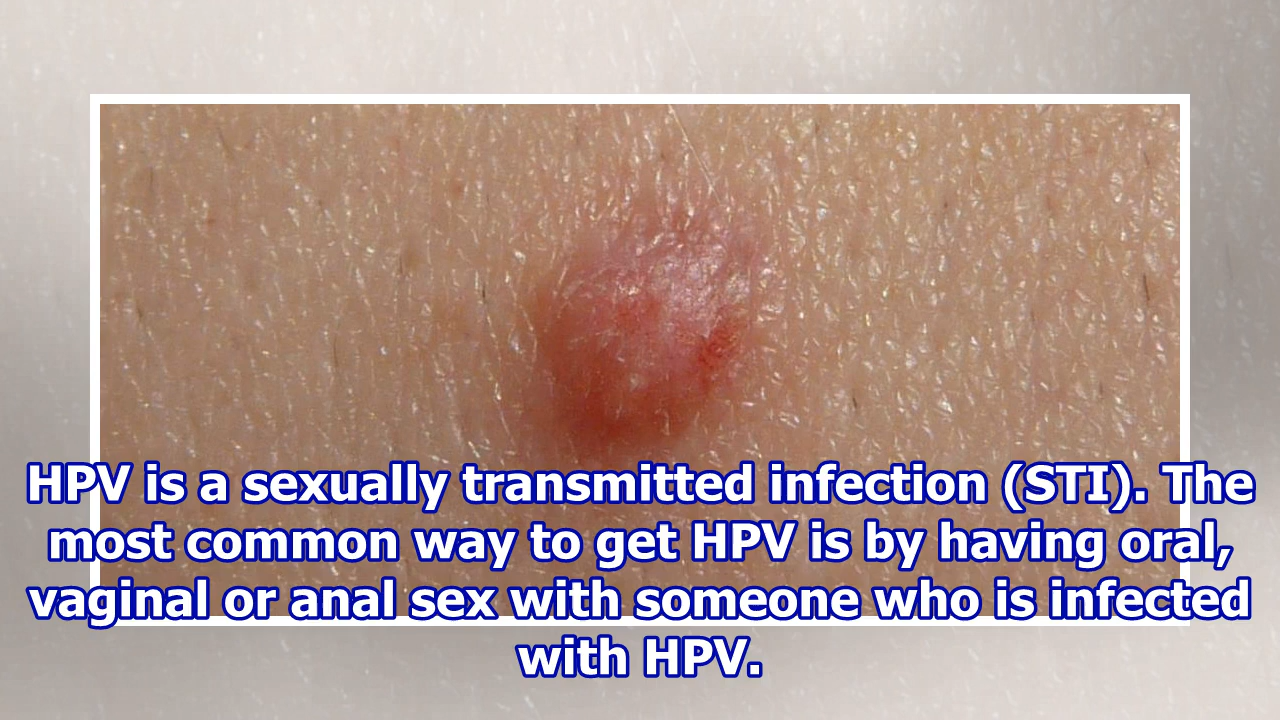 HPV is a sexually transmitted infection (STI). The
most common way to get HPV is by having oral,
vaginal or anal sex with someone who is infected
with HPV.